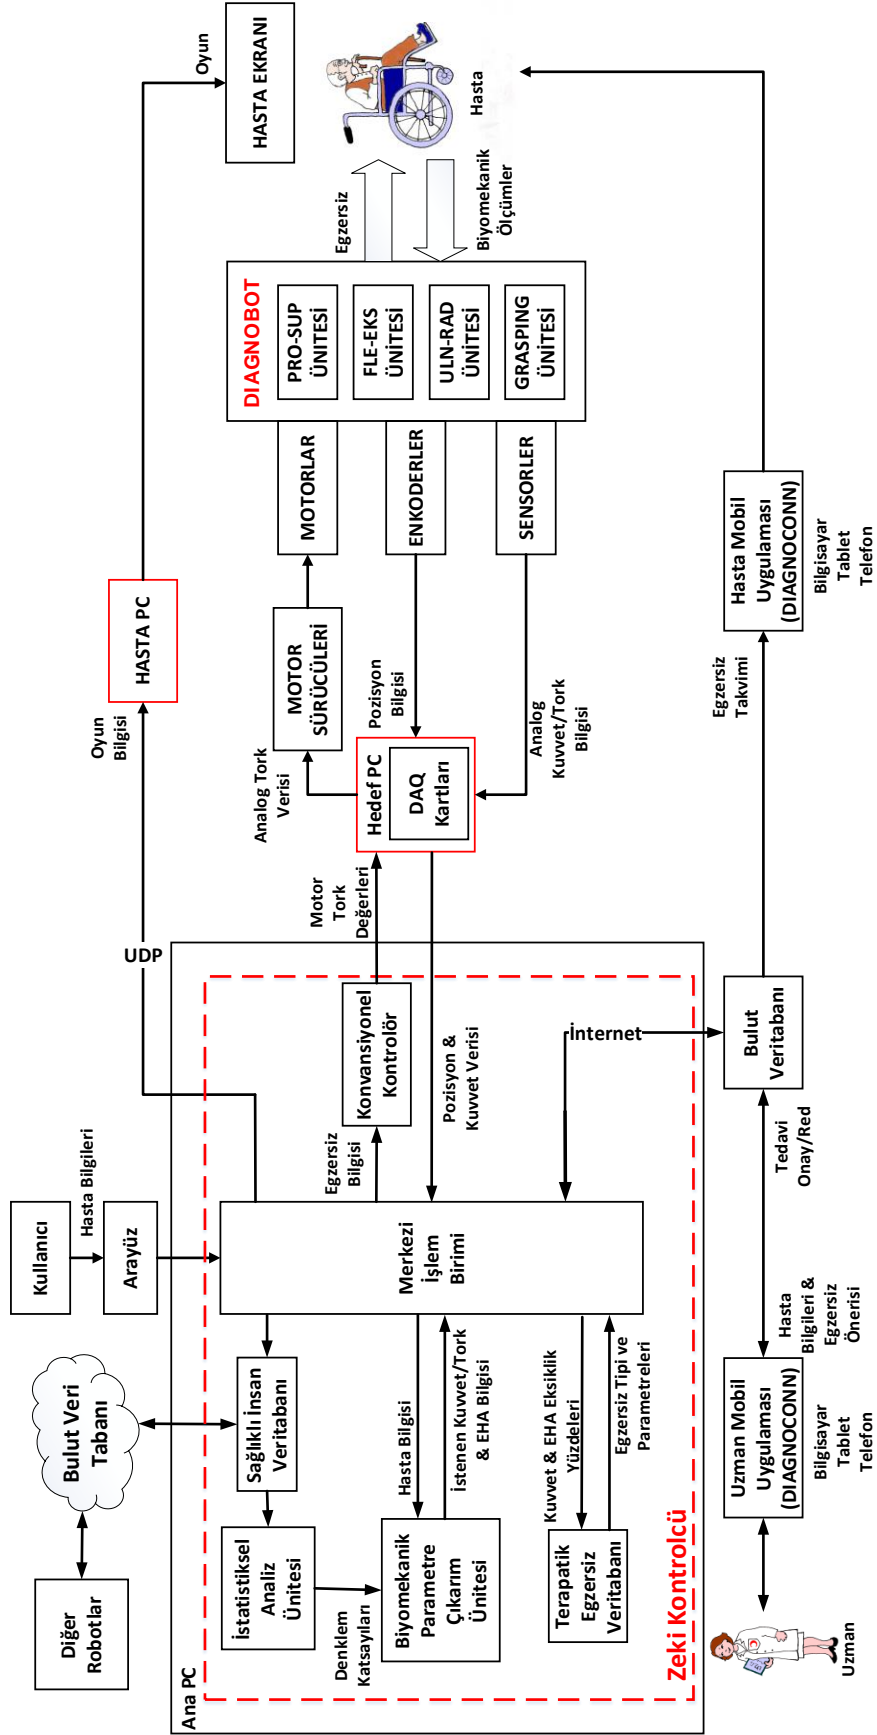 Diğer
Robotlar
Bulut Veri
Tabanı
Kullanıcı
Hasta Bilgileri
Arayüz
Ana PC
Zeki Kontrolcü
İstatistiksel
Analiz
Ünitesi
Sağlıklı insan
Veritabanı
Denklem
Katsayıları
Biyomekanik
Parametre
Çıkarım
Ünitesi
Hasta Bilgisi
İstenen Kuvvet/Tork
& EHA Bilgisi
Terapatik
Egzersiz
Veritabanı
Kuvvet & EHA Eksiklik
Yüzdeleri
Egzersiz Tipi ve
Parametreleri
Merkezi
İşlem
Birimi
Egzersiz
Bilgisi
Konvansiyonel
Kontrolör
Pozisyon &
Kuvvet Verisi
İnternet
UDP
Oyun
Bilgisi
HASTA PC
Oyun
HASTA EKRANI
Motor
Tork
Değerleri
Hedef PC
DAQ
Kartları
Analog Tork
Verisi
MOTOR
SÜRÜCÜLERİ
Pozisyon
Bilgisi
Analog
Kuvvet/Tork
Bilgisi
MOTORLAR
ENKODERLER
SENSORLER
DIAGNOBOT
PRO-SUP
ÜNİTESİ
FLE-EKS
ÜNİTESİ
ULN-RAD
ÜNİTESİ
GRASPING
ÜNİTESİ
Egzersiz
Biyomekanik
Ölçümler
Hasta
Uzman
Uzman Mobil
Uygulaması
(DIAGNOCONN)
Bilgisayar
Tablet
Telefon
Hasta
Bilgileri &
Egzersiz
Önerisi
Tedavi
Onay/Red
Bulut
Veritabanı
Egzersiz
Takvimi
Hasta Mobil
Uygulaması
(DIAGNOCONN)
Bilgisayar
Tablet
Telefon